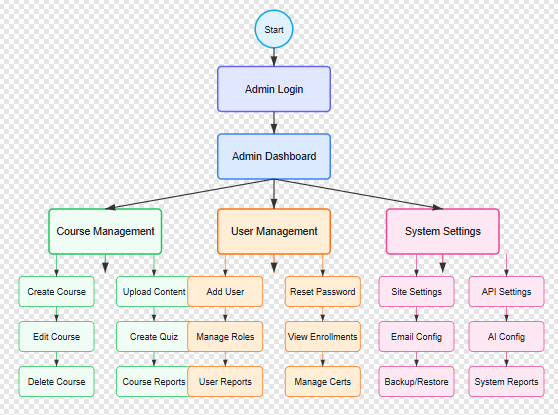 Start
Admin Login
Admin Dashboard
Course Management
User Management
System Settings
Create Course
Upload Content
Add User
Reset Password
Site Settings
API Settings
Edit Course
Create Quiz
Manage Roles
View Enrollments
Email Config
AI Config
Delete Course
Course Reports
User Reports
Manage Certs
Backup/Restore
System Reports